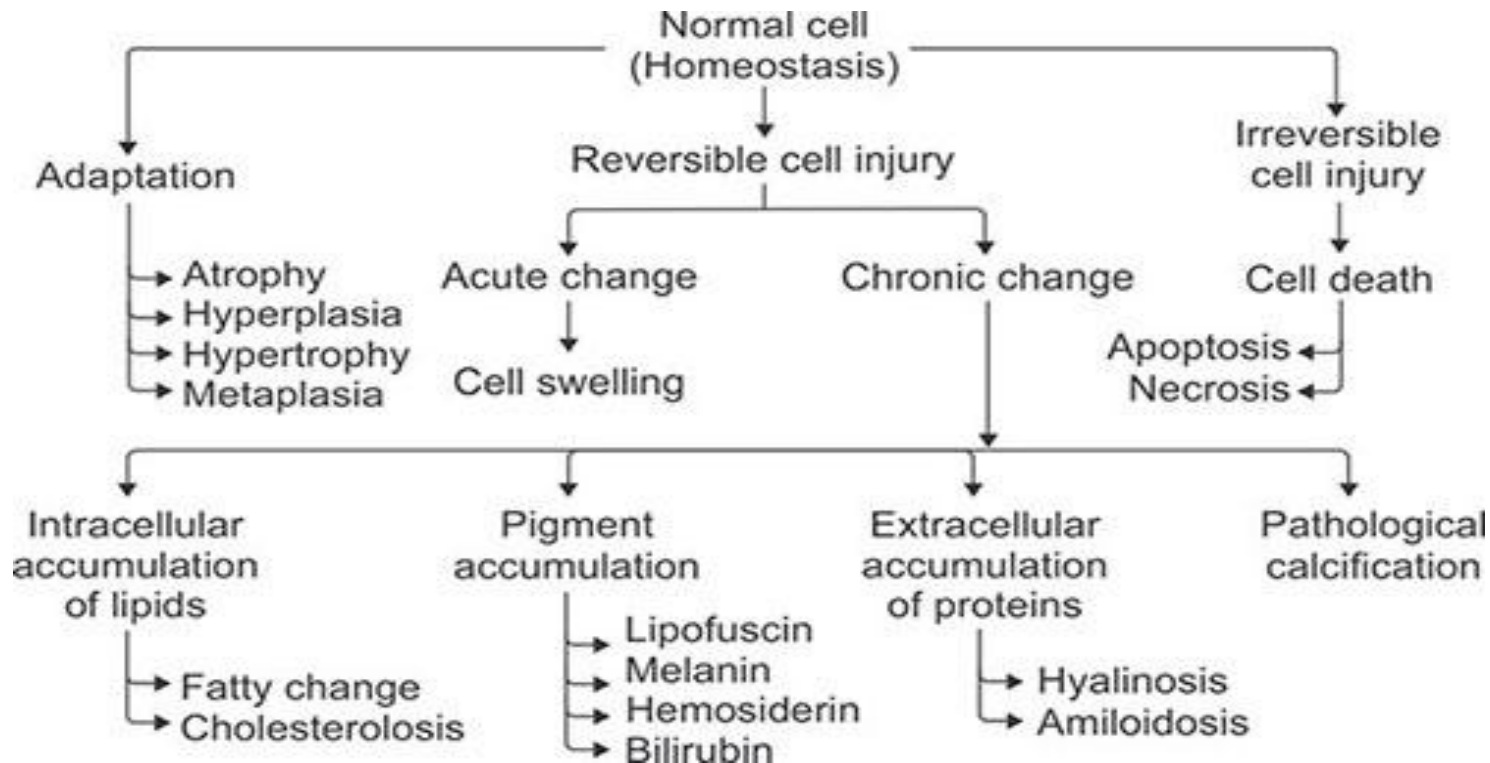 Normal cell
(Homeostasis)
Adaptation
Reversible cell injury
Irreversible
cell injury
Atrophy
Hyperplasia
Hypertrophy
Metaplasia
Acute change
Cell swelling
Chronic change
Cell death
Apoptosis
Necrosis
Intracellular
accumulation
of lipids
Fatty change
Cholesterolosis
Pigment
accumulation
Lipofuscin
Melanin
Hemosiderin
Bilirubin
Extracellular
accumulation
of proteins
Hyalinosis
Amiloidosis
Pathological
calcification